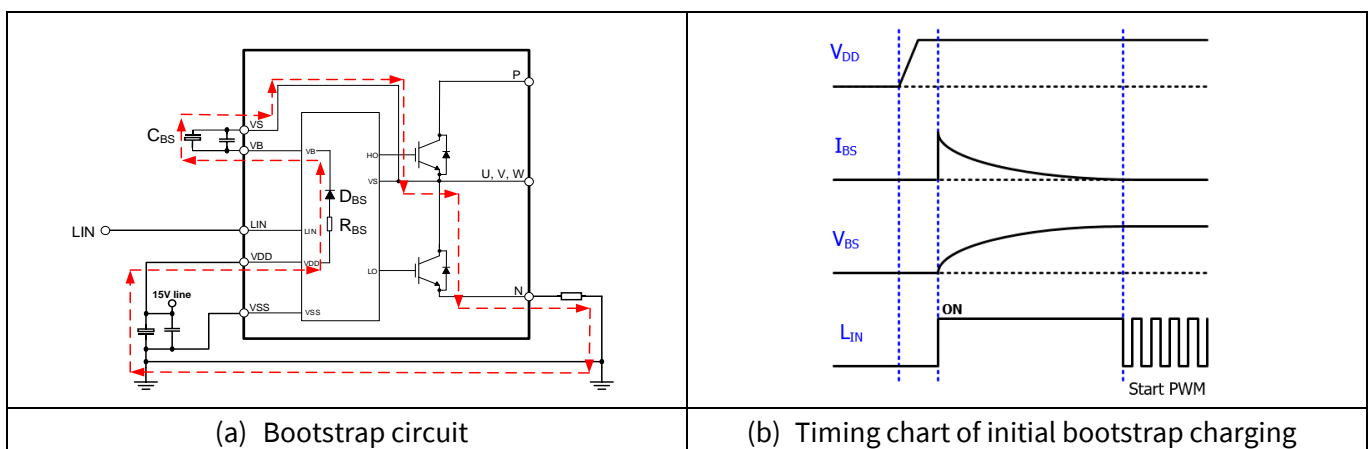 P
VS
CBS
VB
VB
HO
VS
U, V, W
DBS
RBS
LIN
LIN
LIN
VDD
VDD
LO
15V line
N
VSS
VSS
(a) Bootstrap circuit
VDD
IBS
VBS
ON
LIN
Start PWM
(b) Timing chart of initial bootstrap charging